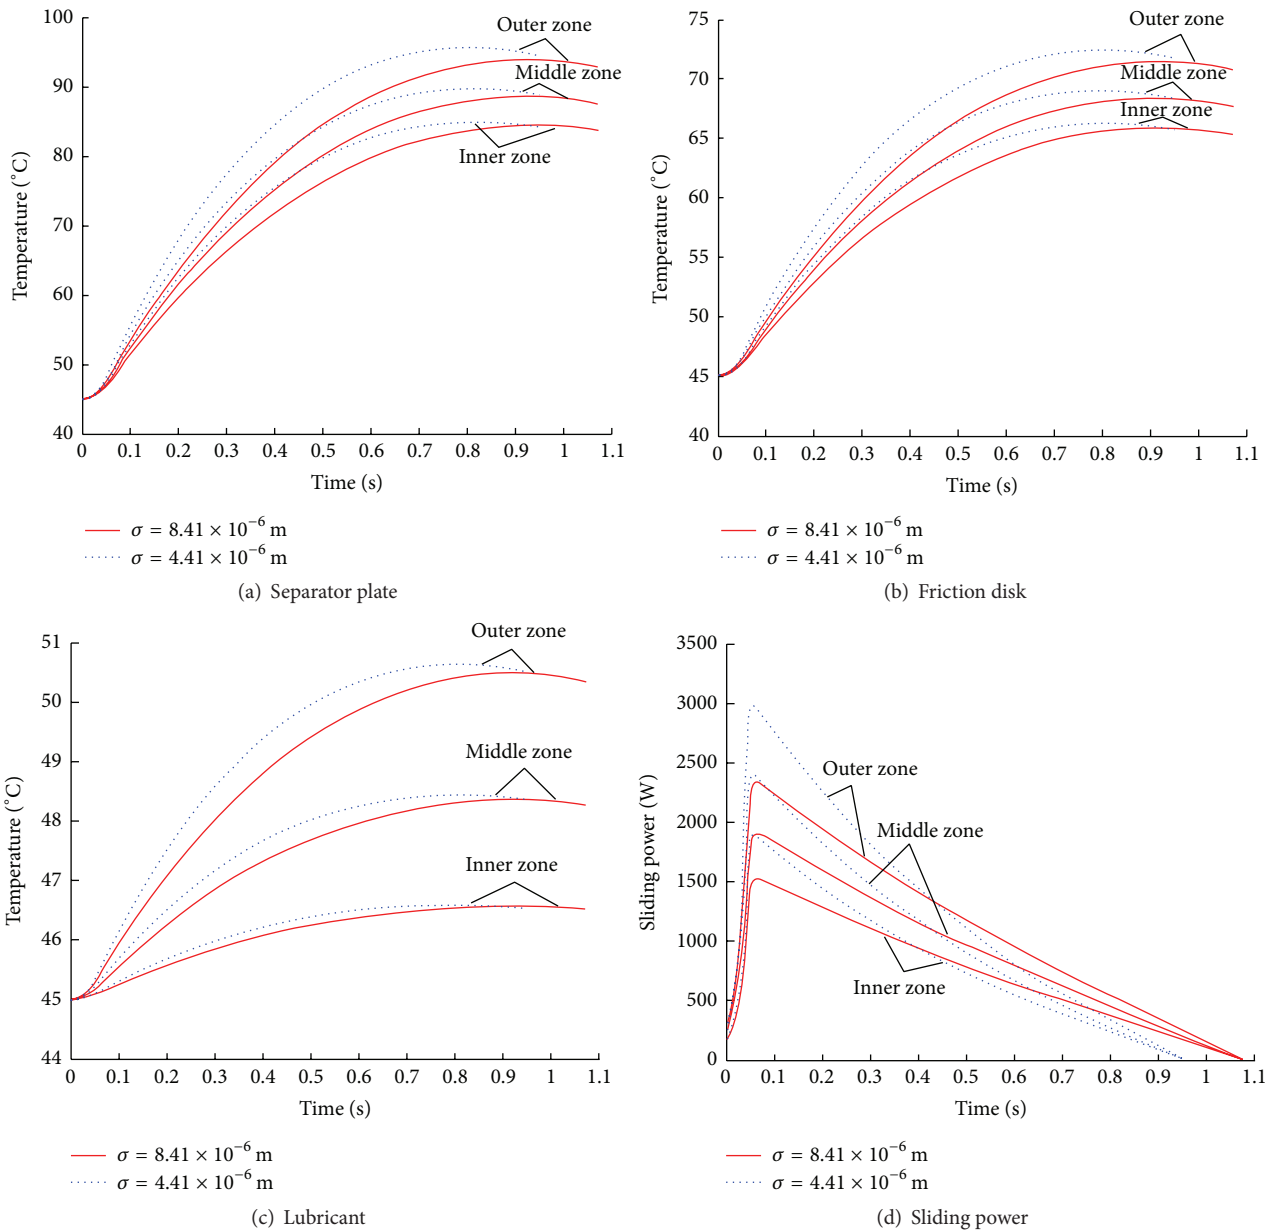 100
90
80
70
60
50
40
Temperature (°C)
0 0.1 0.2 0.3 0.4 0.5 0.6 0.7 0.8 0.9 1 1.1
Time (s)
Outer zone
Middle zone
Inner zone
σ = 8.41 × 10⁻⁶ m
σ = 4.41 × 10⁻⁶ m
(a) Separator plate
75
70
65
60
55
50
45
40
Temperature (°C)
0 0.1 0.2 0.3 0.4 0.5 0.6 0.7 0.8 0.9 1 1.1
Time (s)
Outer zone
Middle zone
Inner zone
σ = 8.41 × 10⁻⁶ m
σ = 4.41 × 10⁻⁶ m
(b) Friction disk
51
50
49
48
47
46
45
44
Temperature (°C)
0 0.1 0.2 0.3 0.4 0.5 0.6 0.7 0.8 0.9 1 1.1
Time (s)
Outer zone
Middle zone
Inner zone
σ = 8.41 × 10⁻⁶ m
σ = 4.41 × 10⁻⁶ m
(c) Lubricant
3500
3000
2500
2000
1500
1000
500
0
Sliding power (W)
0 0.1 0.2 0.3 0.4 0.5 0.6 0.7 0.8 0.9 1 1.1
Time (s)
Outer zone
Middle zone
Inner zone
σ = 8.41 × 10⁻⁶ m
σ = 4.41 × 10⁻⁶ m
(d) Sliding power